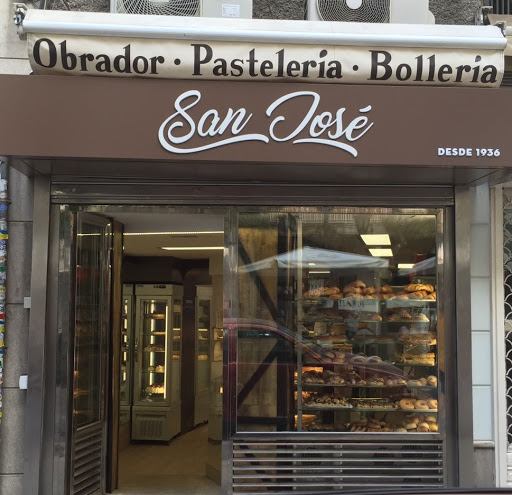 Obrador · Pastelería · Bollería
San José
DESDE 1936